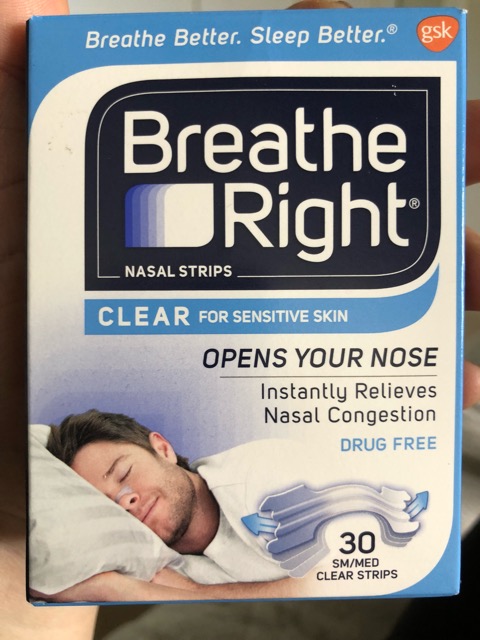 Breathe Better. Sleep Better.®
gsk
Breathe
Right®
NASAL STRIPS
CLEAR FOR SENSITIVE SKIN
OPENS YOUR NOSE
Instantly Relieves
Nasal Congestion
DRUG FREE
30
SM/MED
CLEAR STRIPS